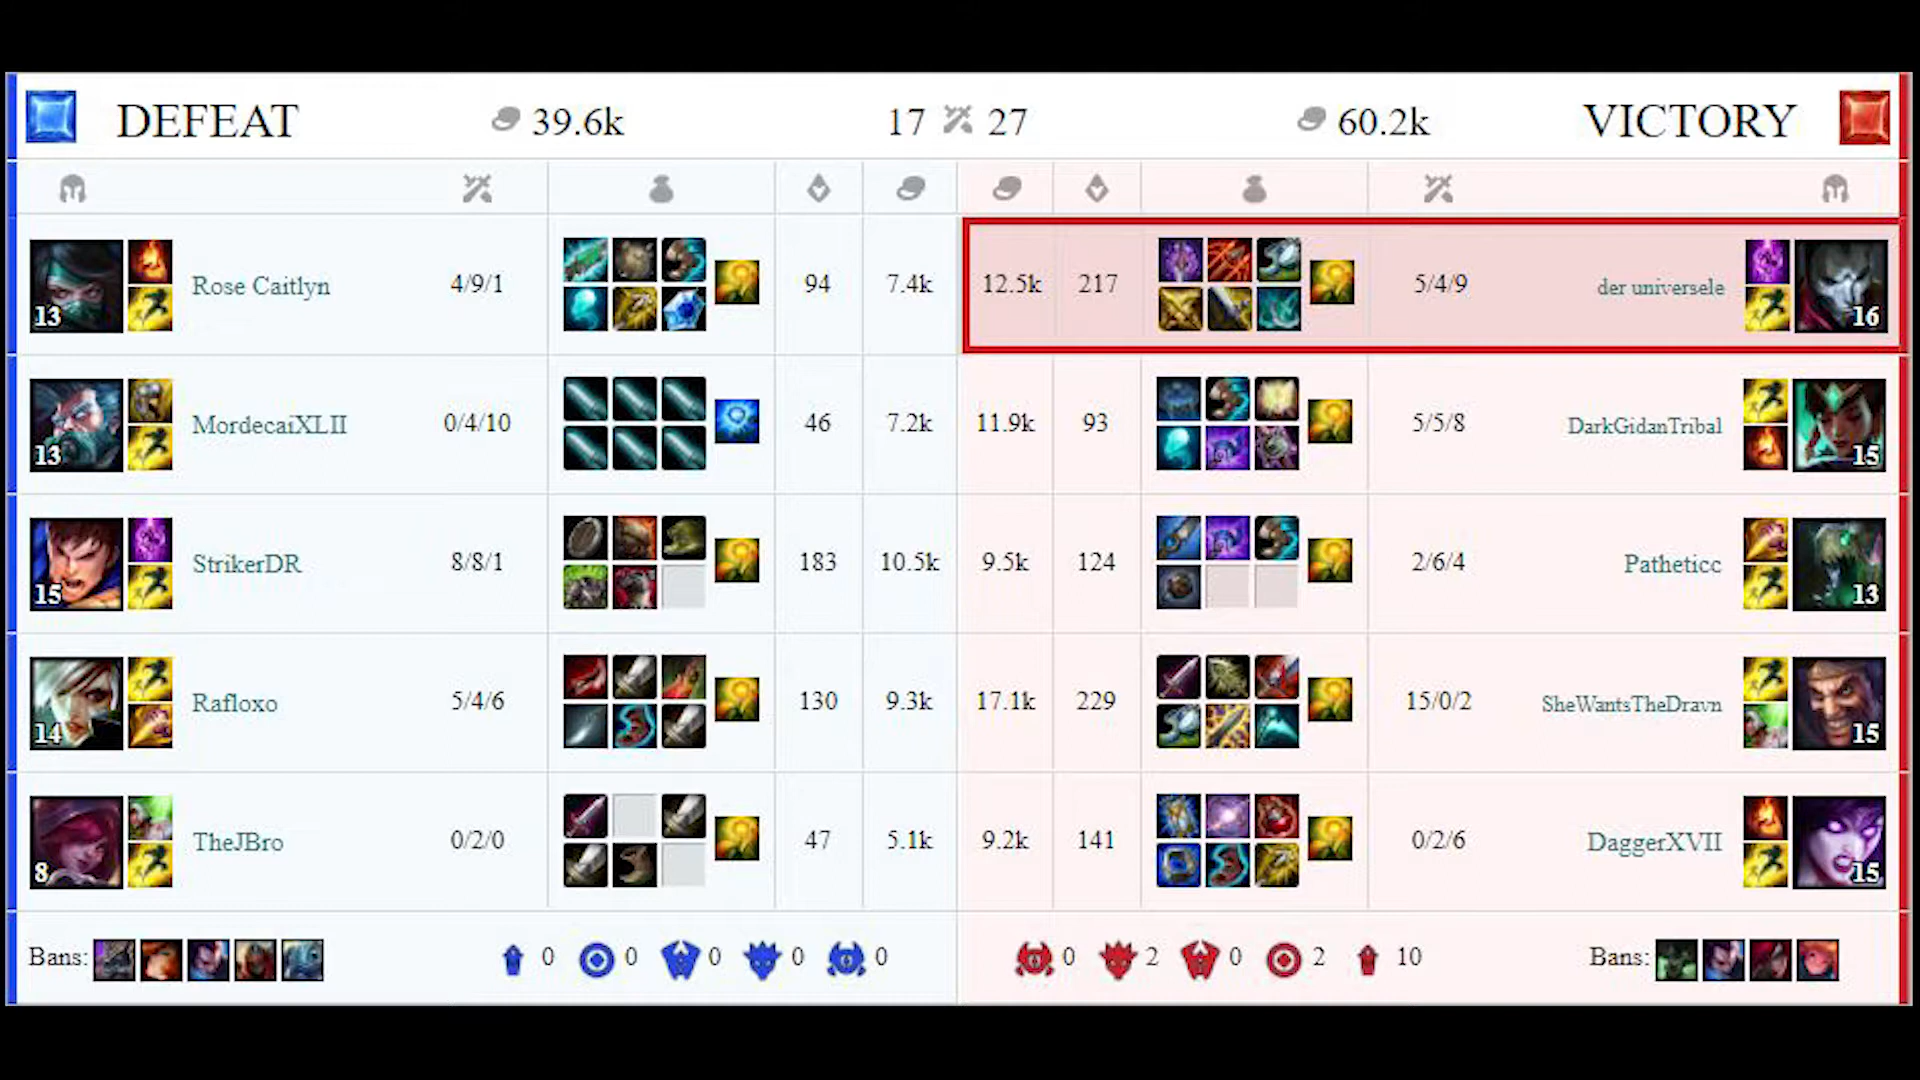 DEFEAT 39.6k 17 27 60.2k VICTORY
13 Rose Caitlyn 4/9/1 94 7.4k 12.5k 217 5/4/9 der universele 16
13 MordecaiXLII 0/4/10 46 7.2k 11.9k 93 5/5/8 DarkGidanTribal 15
15 StrikerDR 8/8/1 183 10.5k 9.5k 124 2/6/4 Patheticc 13
14 Rafloxo 5/4/6 130 9.3k 17.1k 229 15/0/2 SheWantsTheDravn 15
8 TheJBro 0/2/0 47 5.1k 9.2k 141 0/2/6 DaggerXVII 15
Bans: 0 0 0 0 0 0 2 0 2 10 Bans: